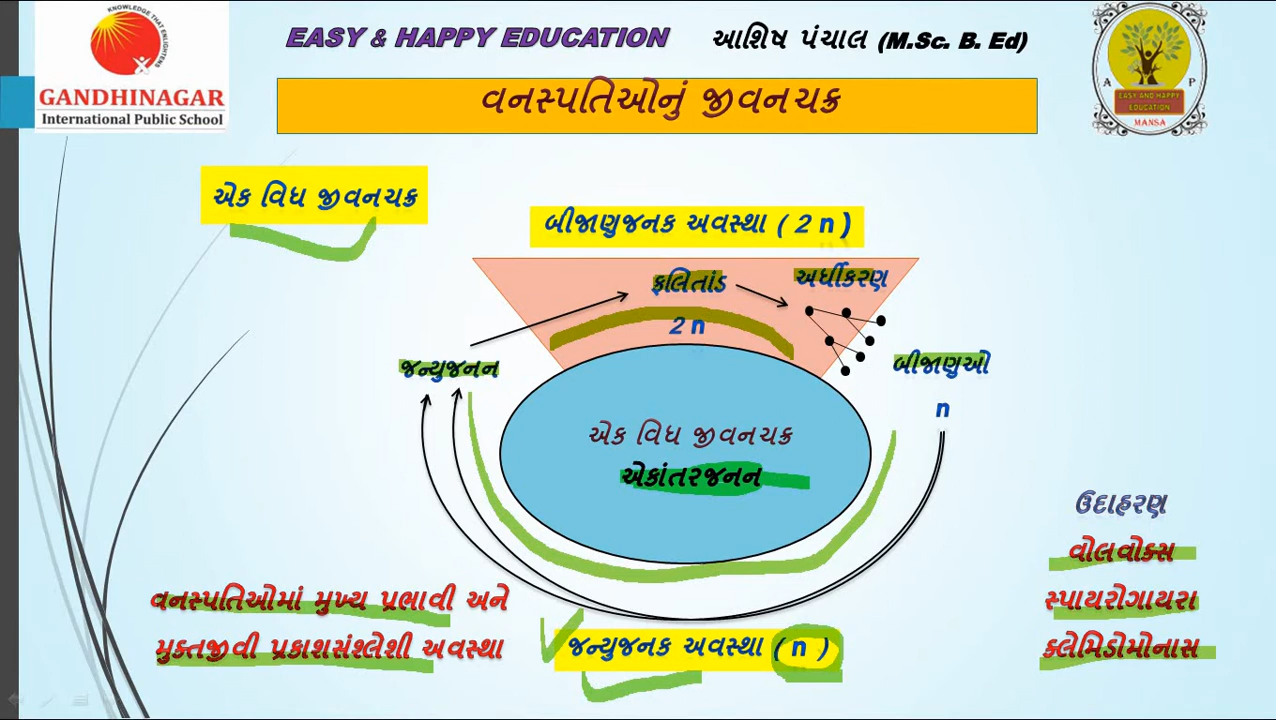 KNOWLEDGE THAT ENLIGHTENS
GANDHINAGAR
International Public School
EASY & HAPPY EDUCATION
આશિષ પંચાલ (M.Sc. B. Ed)
A P
EASY AND HAPPY
EDUCATION
MANSA
વનસ્પતિઓનું જીવનચક્ર
એક વિધ જીવનચક્ર
બીજાણુજનક અવસ્થા ( 2 n )
ફલિતાંડ
2 n
અર્ધીકરણ
જન્યુજનન
બીજાણુઓ
n
એક વિધ જીવનચક્ર
એકાંતરજનન
ઉદાહરણ
વોલવોક્સ
સ્પાયરોગાયરા
ક્લેમિડોમોનાસ
વનસ્પતિઓમાં મુખ્ય પ્રભાવી અને
મુક્તજીવી પ્રકાશસંશ્લેશી અવસ્થા
જન્યુજનક અવસ્થા ( n )